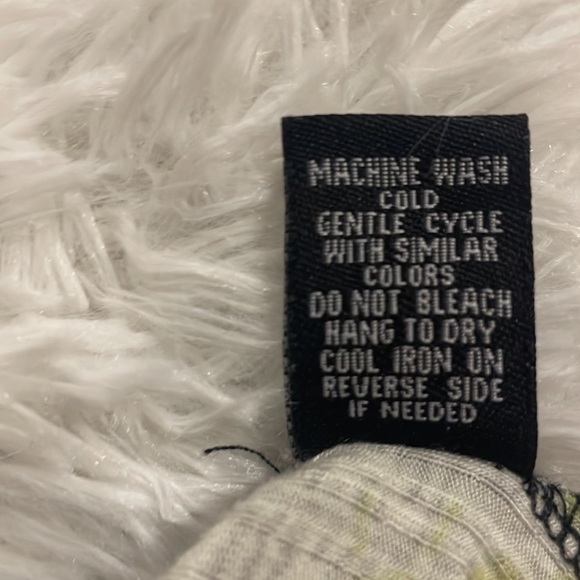 MACHINE WASH
COLD
GENTLE CYCLE
WITH SIMILAR
COLORS
DO NOT BLEACH
HANG TO DRY
COOL IRON ON
REVERSE SIDE
IF NEEDED